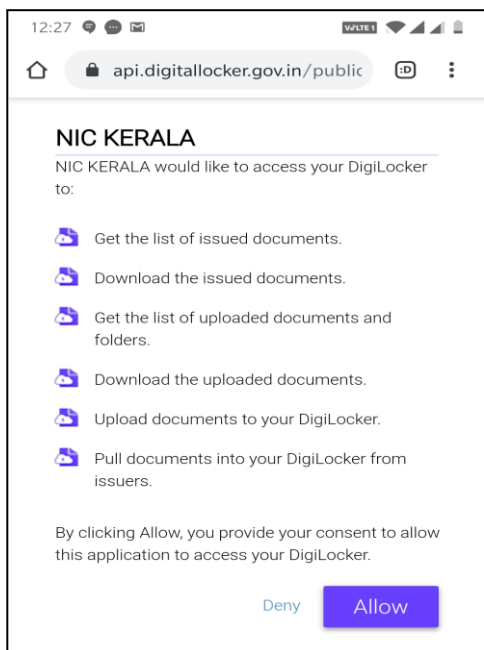 12:27
VoLTE 1
api.digitallocker.gov.in/public
:D
NIC KERALA
NIC KERALA would like to access your DigiLocker
to:
Get the list of issued documents.
Download the issued documents.
Get the list of uploaded documents and
folders.
Download the uploaded documents.
Upload documents to your DigiLocker.
Pull documents into your DigiLocker from
issuers.
By clicking Allow, you provide your consent to allow
this application to access your DigiLocker.
Deny
Allow